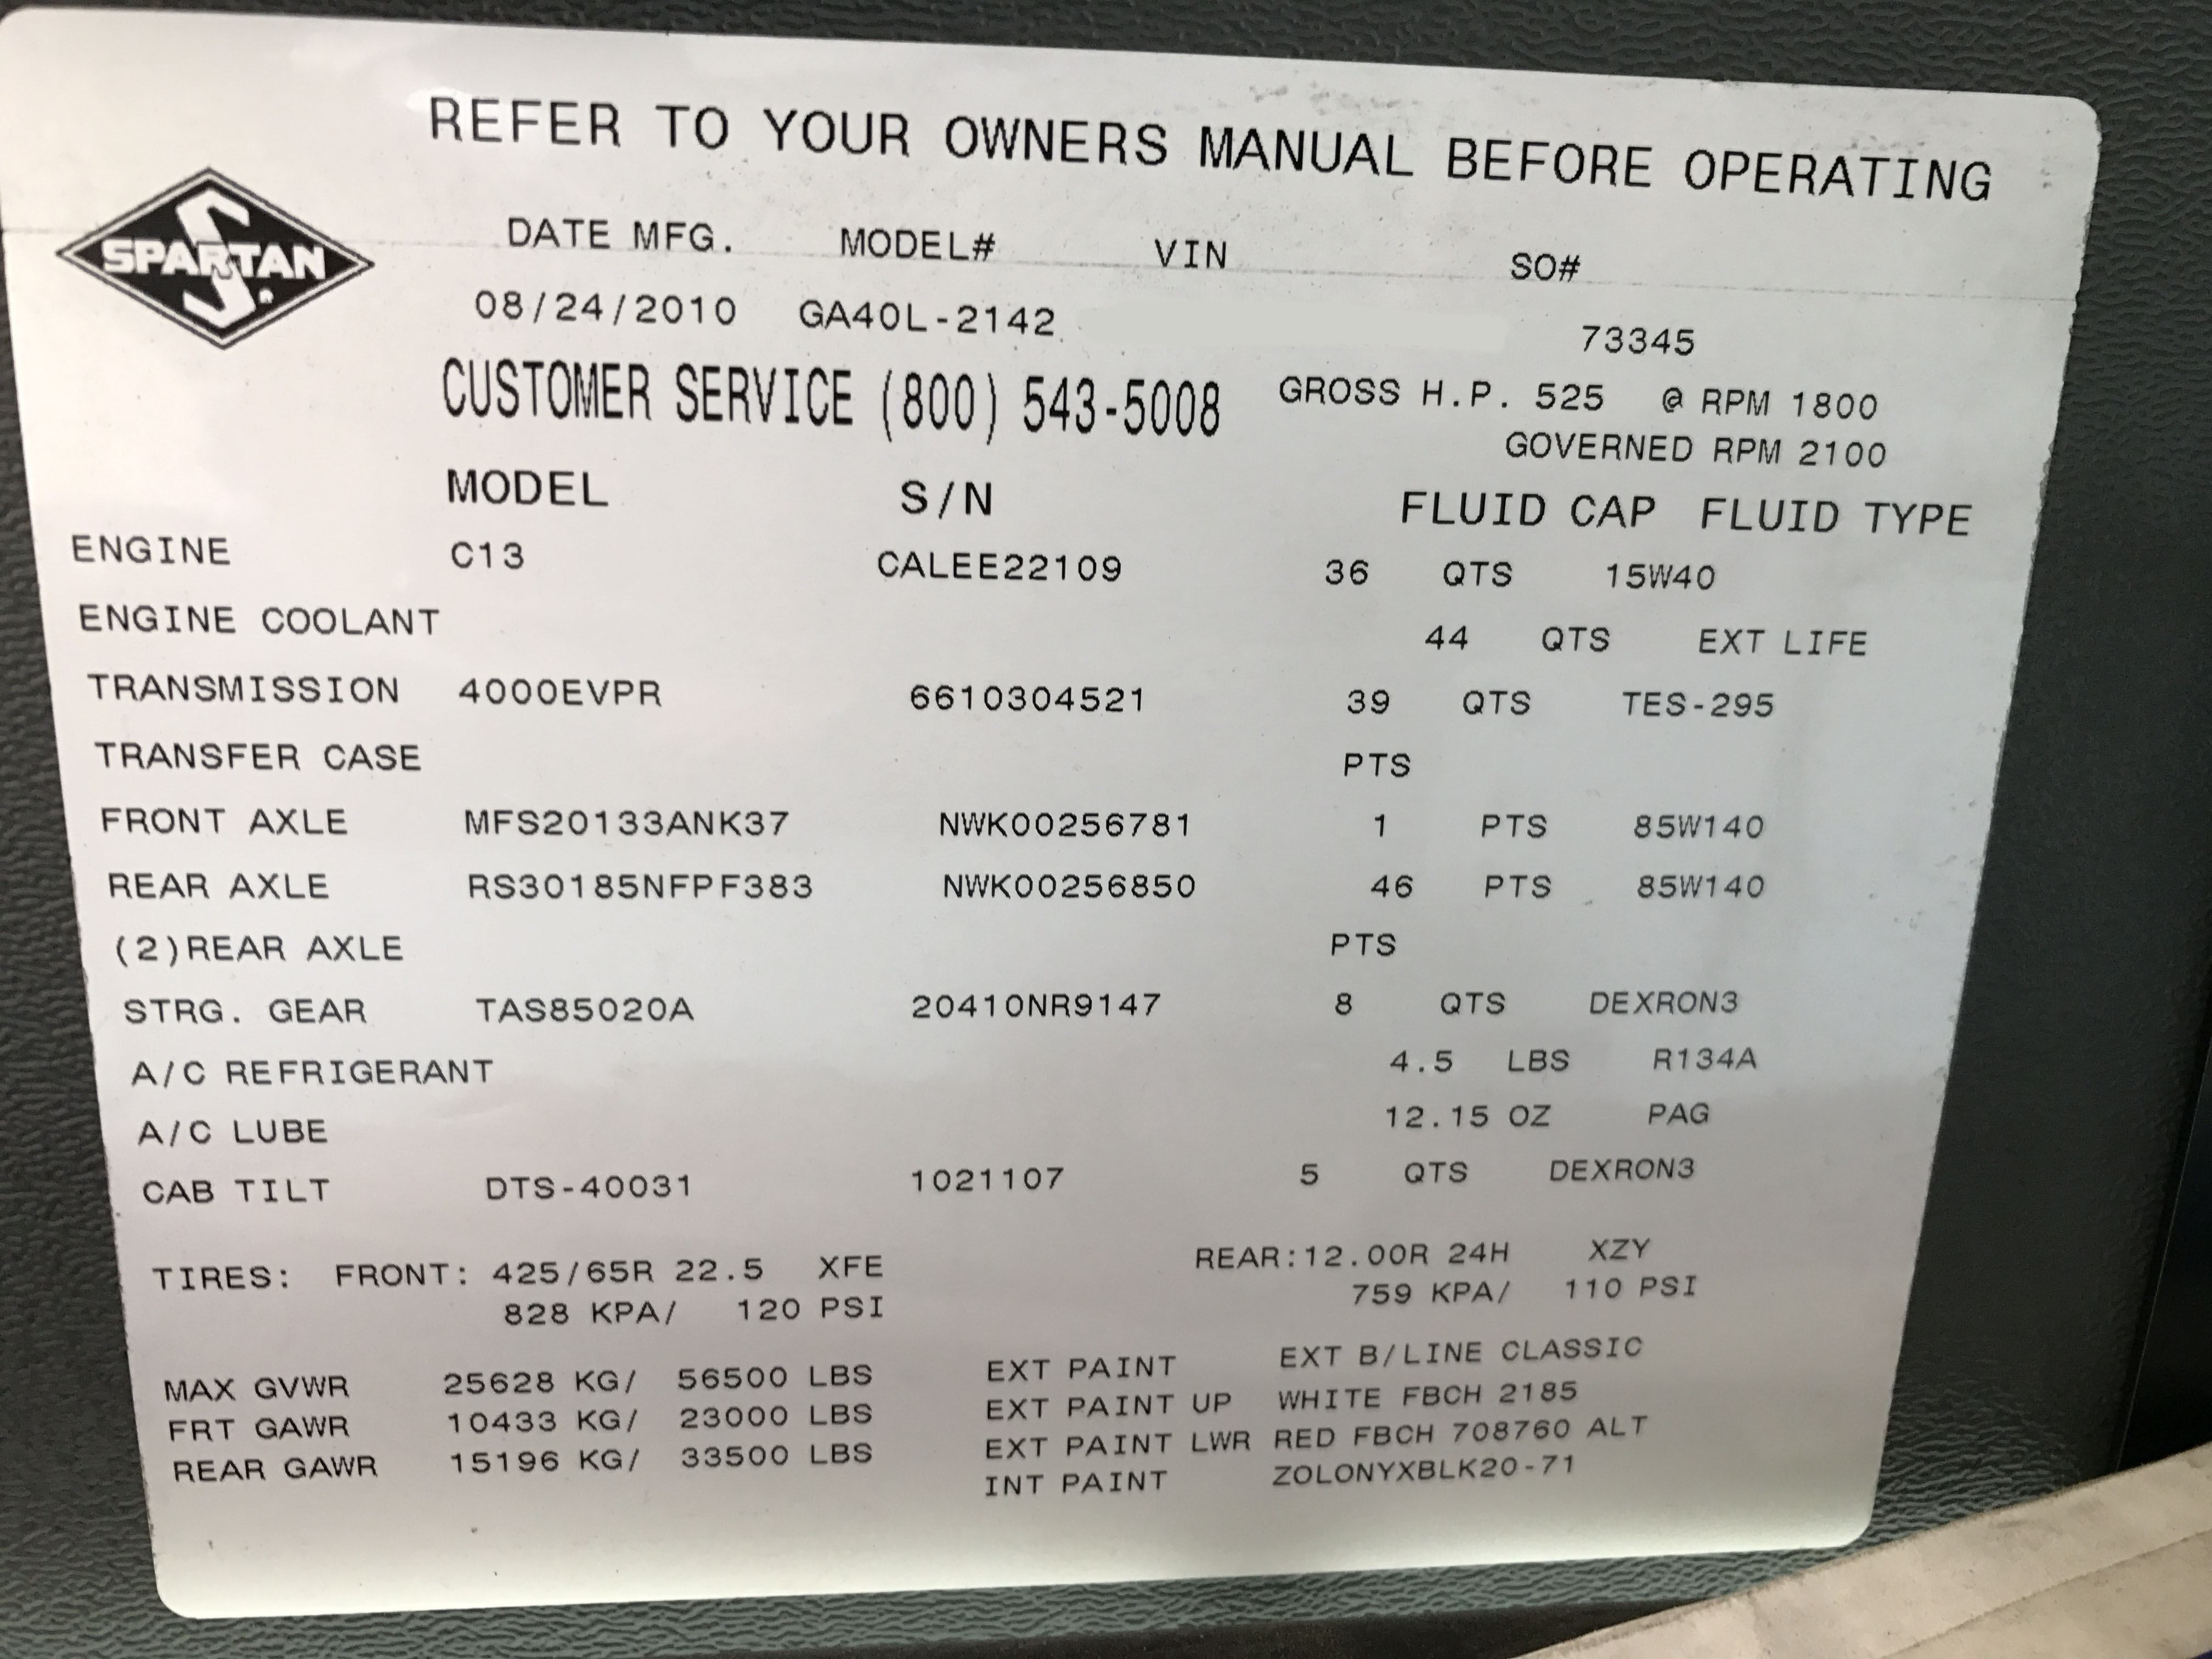 REFER TO YOUR OWNERS MANUAL BEFORE OPERATING
SPARTAN
DATE MFG. MODEL# VIN SO#
08/24/2010 GA40L-2142 73345
CUSTOMER SERVICE (800) 543-5008 GROSS H.P. 525 @ RPM 1800
GOVERNED RPM 2100
MODEL S/N FLUID CAP FLUID TYPE
ENGINE C13 CALEE22109 36 QTS 15W40
ENGINE COOLANT 44 QTS EXT LIFE
TRANSMISSION 4000EVPR 6610304521 39 QTS TES-295
TRANSFER CASE PTS
FRONT AXLE MFS20133ANK37 NWK00256781 1 PTS 85W140
REAR AXLE RS30185NFPF383 NWK00256850 46 PTS 85W140
(2)REAR AXLE PTS
STRG. GEAR TAS85020A 20410NR9147 8 QTS DEXRON3
A/C REFRIGERANT 4.5 LBS R134A
A/C LUBE 12.15 OZ PAG
CAB TILT DTS-40031 1021107 5 QTS DEXRON3
TIRES: FRONT: 425/65R 22.5 XFE REAR:12.00R 24H XZY
828 KPA/ 120 PSI 759 KPA/ 110 PSI
MAX GVWR 25628 KG/ 56500 LBS EXT PAINT EXT B/LINE CLASSIC
FRT GAWR 10433 KG/ 23000 LBS EXT PAINT UP WHITE FBCH 2185
REAR GAWR 15196 KG/ 33500 LBS EXT PAINT LWR RED FBCH 708760 ALT
INT PAINT ZOLONYXBLK20-71